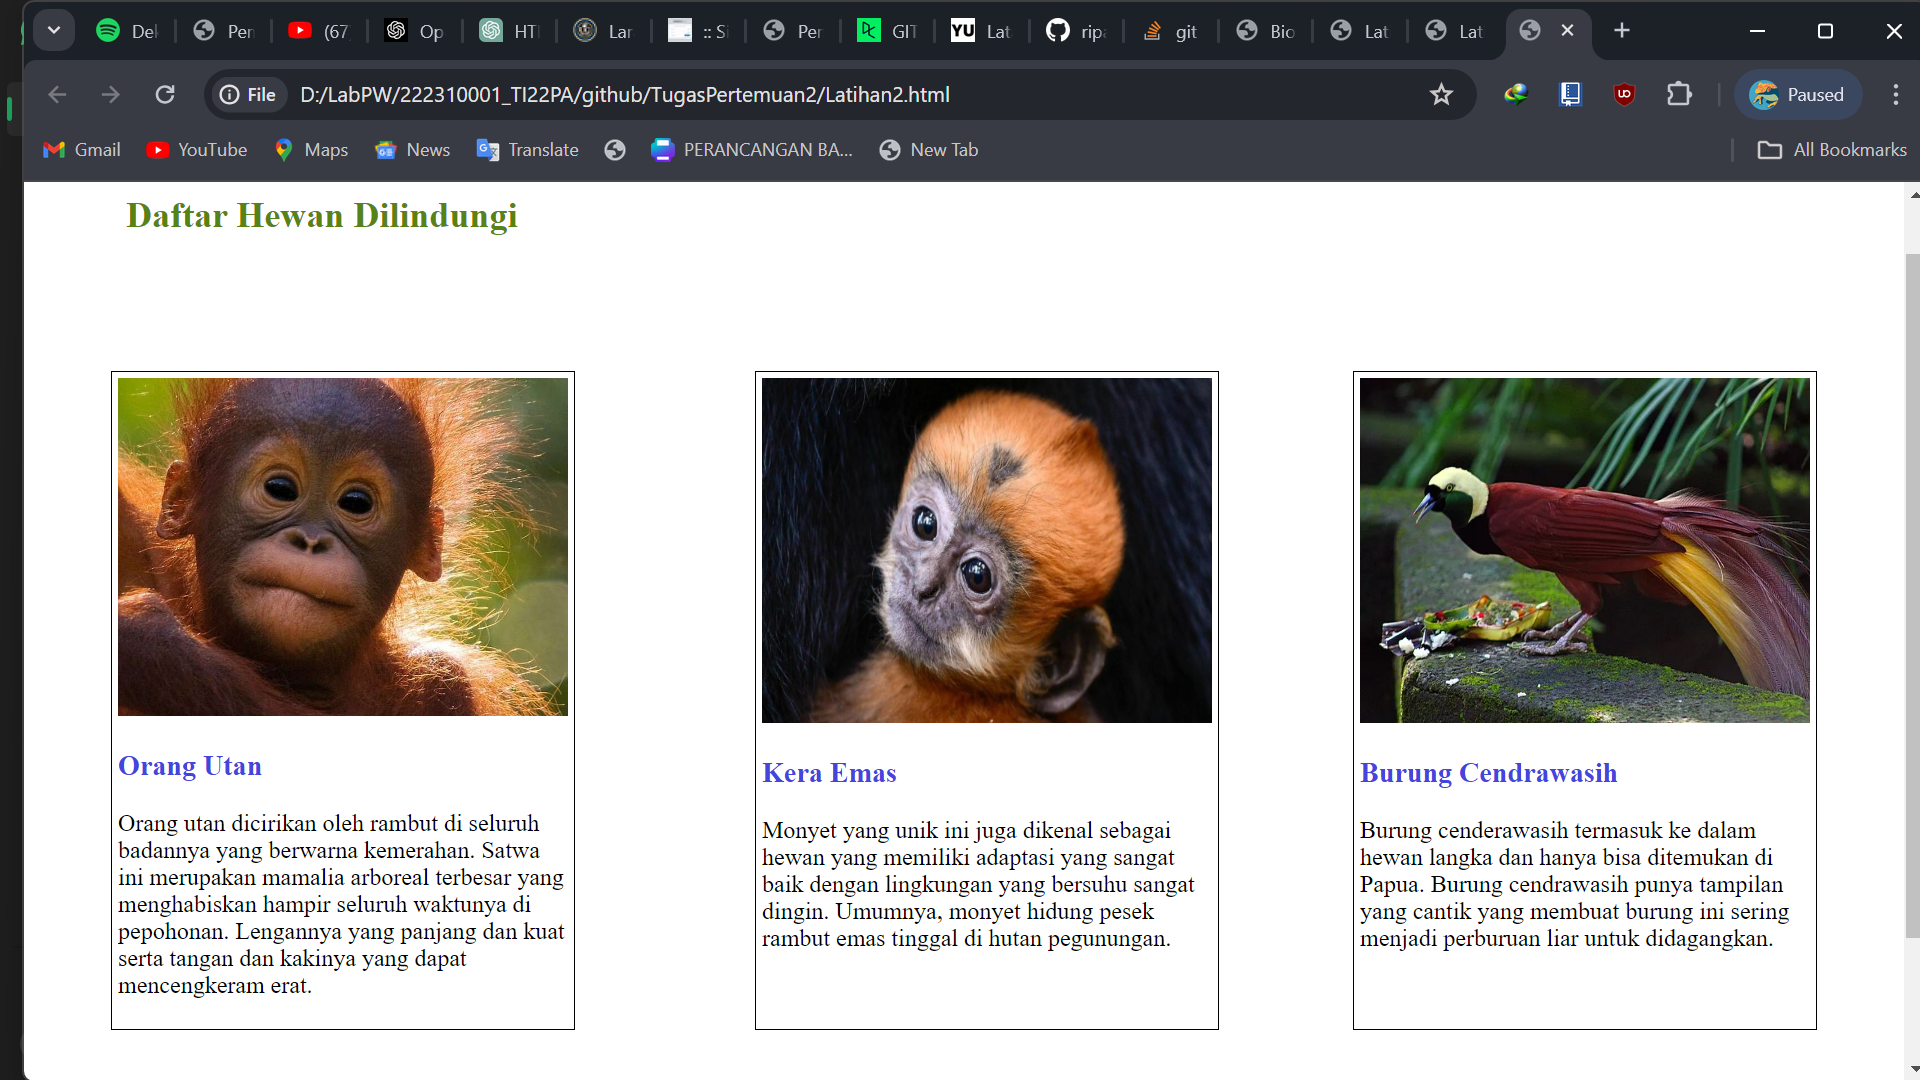 Del
Per
(67
Op
HT
Lar
:: S
Per
GIT
YU Lat
rip
git
Bio
Lat
Lat
File D:/LabPW/222310001_TI22PA/github/TugasPertemuan2/Latihan2.html
Paused
Gmail YouTube Maps News Translate PERANCANGAN BA... New Tab All Bookmarks
Daftar Hewan Dilindungi
Orang Utan
Orang utan dicirikan oleh rambut di seluruh
badannya yang berwarna kemerahan. Satwa
ini merupakan mamalia arboreal terbesar yang
menghabiskan hampir seluruh waktunya di
pepohonan. Lengannya yang panjang dan kuat
serta tangan dan kakinya yang dapat
mencengkeram erat.
Kera Emas
Monyet yang unik ini juga dikenal sebagai
hewan yang memiliki adaptasi yang sangat
baik dengan lingkungan yang bersuhu sangat
dingin. Umumnya, monyet hidung pesek
rambut emas tinggal di hutan pegunungan.
Burung Cendrawasih
Burung cenderawasih termasuk ke dalam
hewan langka dan hanya bisa ditemukan di
Papua. Burung cendrawasih punya tampilan
yang cantik yang membuat burung ini sering
menjadi perburuan liar untuk didagangkan.